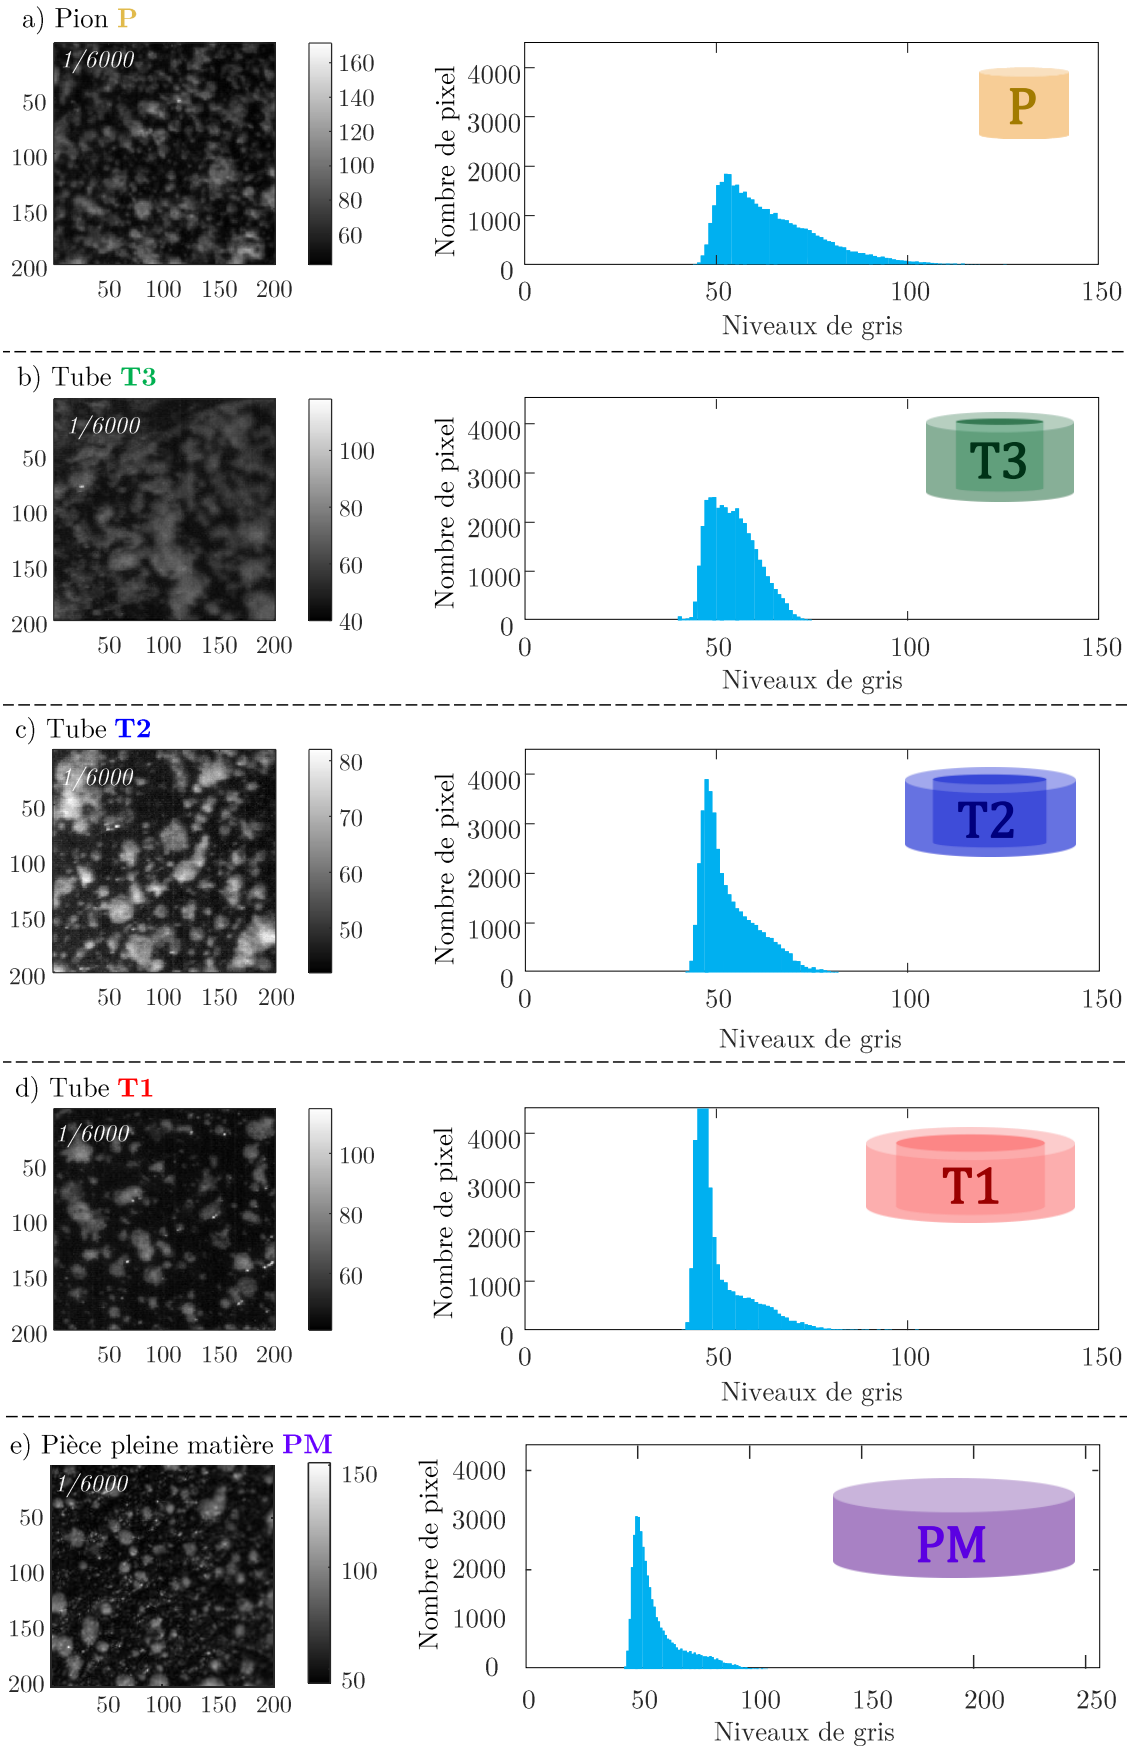 a) Pion P
1/6000
50
100
150
200
50 100 150 200
160
140
120
100
80
60
Nombre de pixel
4000
3000
2000
1000
0
0 50 100 150
Niveaux de gris
P
b) Tube T3
1/6000
50
100
150
200
50 100 150 200
100
80
60
40
Nombre de pixel
4000
3000
2000
1000
0
0 50 100 150
Niveaux de gris
T3
c) Tube T2
1/6000
50
100
150
200
50 100 150 200
80
70
60
50
Nombre de pixel
4000
3000
2000
1000
0
0 50 100 150
Niveaux de gris
T2
d) Tube T1
1/6000
50
100
150
200
50 100 150 200
100
80
60
Nombre de pixel
4000
3000
2000
1000
0
0 50 100 150
Niveaux de gris
T1
e) Pièce pleine matière PM
1/6000
50
100
150
200
50 100 150 200
150
100
50
Nombre de pixel
4000
3000
2000
1000
0
0 50 100 150 200 250
Niveaux de gris
PM